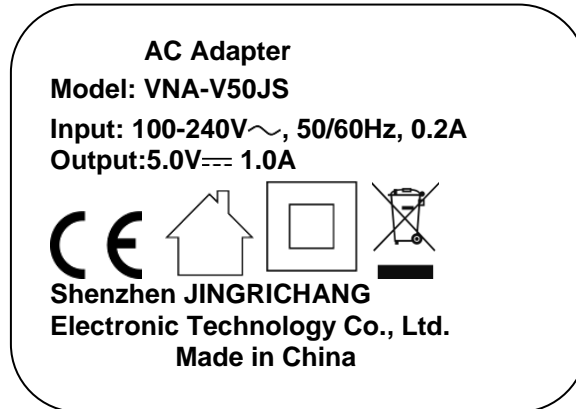 AC Adapter
Model: VNA-V50JS
Input: 100-240V～, 50/60Hz, 0.2A
Output:5.0V⎓ 1.0A
CE
Shenzhen JINGRICHANG
Electronic Technology Co., Ltd.
Made in China